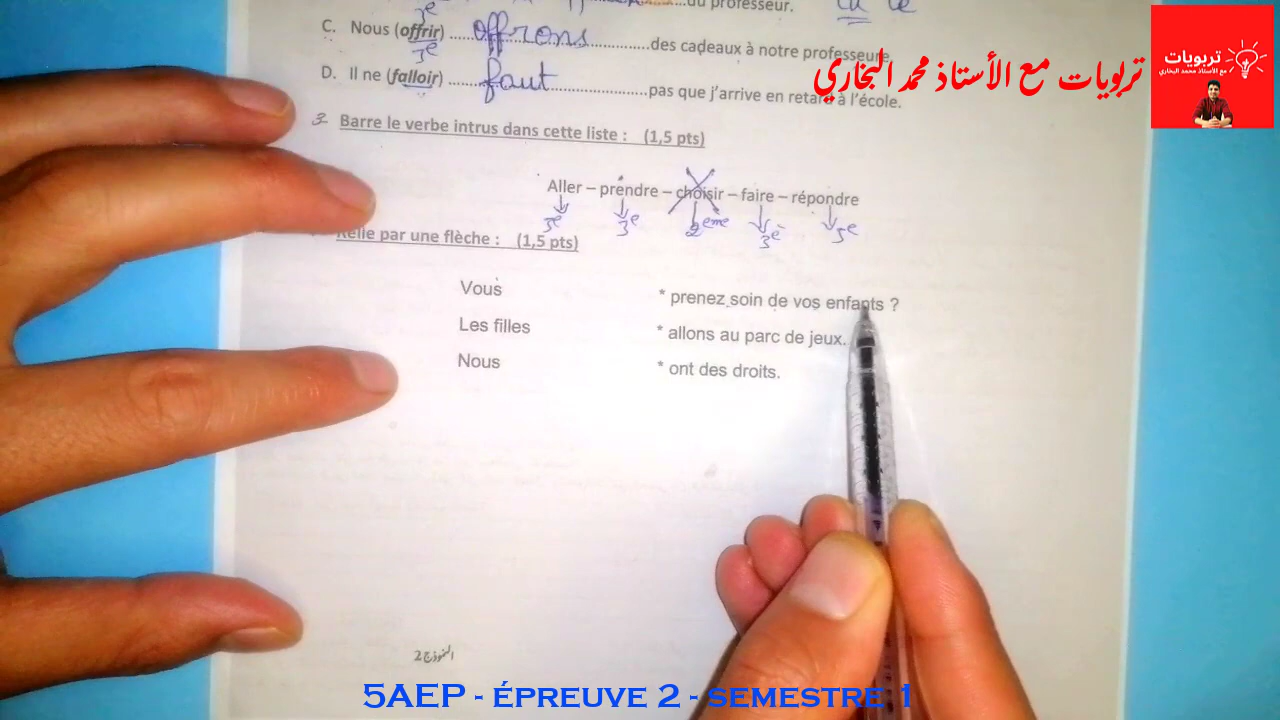 du professeur.
C. Nous (offrir) offrons des cadeaux à notre professeure.
3e
3e
D. Il ne (falloir) faut pas que j'arrive en retard à l'école.
3 Barre le verbe intrus dans cette liste : (1,5 pts)
Aller – prendre – choisir – faire – répondre
3e 3e 2ème 3e 3e
Relie par une flèche : (1,5 pts)
Vous * prenez soin de vos enfants ?
Les filles * allons au parc de jeux.
Nous * ont des droits.
النموذج 2
تربويات مع الأستاذ محمد البخاري
تربويات
مع الأستاذ محمد البخاري
5AEP - ÉPREUVE 2 - SEMESTRE 1